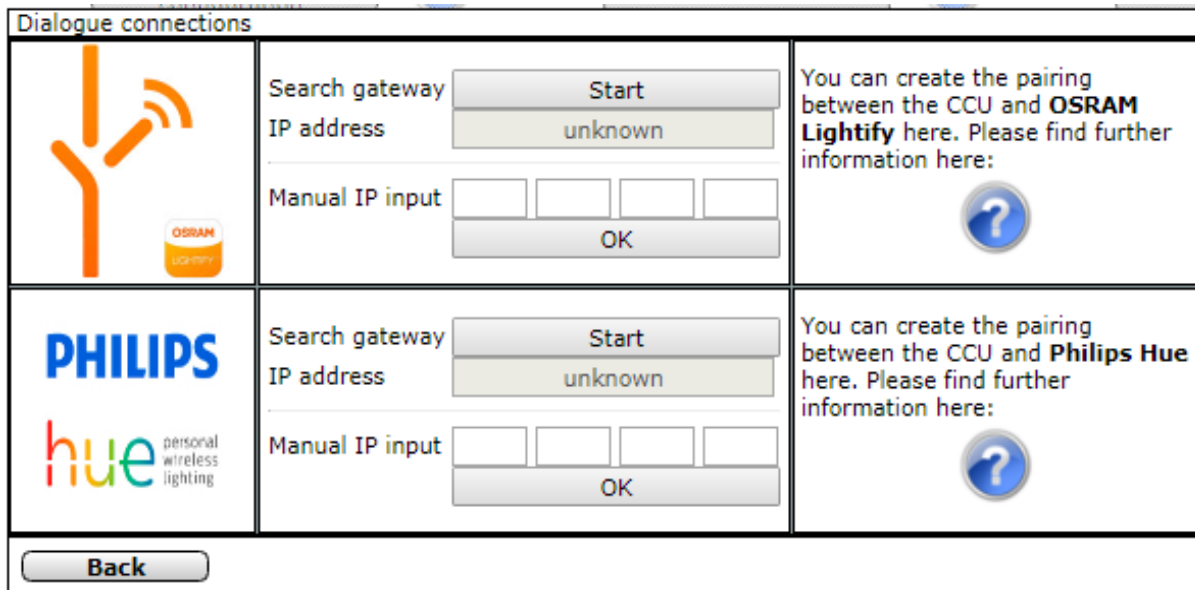 Dialogue connections
Search gateway Start
IP address unknown
Manual IP input
OK
OSRAM
LIGHTIFY
You can create the pairing
between the CCU and OSRAM
Lightify here. Please find further
information here:
?
PHILIPS
hue personal
wireless
lighting
Search gateway Start
IP address unknown
Manual IP input
OK
You can create the pairing
between the CCU and Philips Hue
here. Please find further
information here:
?
Back